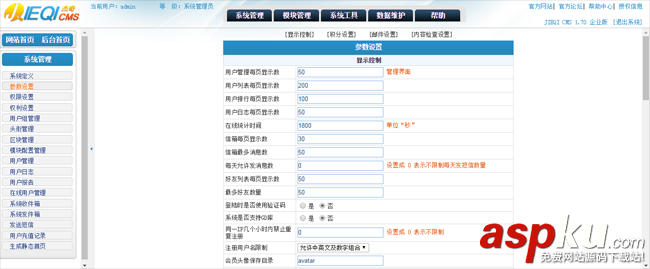 JIEQI 杰奇
CMS
当前用户: admin 等 级: 系统管理员
官方网站| 官方论坛| 帮助中心| 授权信息
系统管理 模块管理 系统工具 数据维护 帮助
JIEQI CMS 1.70 企业版 [退出系统]
网站首页 后台首页
[显示控制] [积分设置] [邮件设置] [内容检查设置]
系统管理
系统定义
参数设置
权限设置
权利设置
用户组管理
头衔管理
区块管理
模块配置管理
用户管理
用户日志
用户报告
在线用户管理
系统收件箱
系统发件箱
发送短信
用户充值记录
生成静态首页
参数设置
显示控制
用户管理每页显示数 50 管理界面
用户列表每页显示数 200
用户排行每页显示数 100
用户日志每页显示数 50
在线统计时间 1800 单位“秒”
信箱每页显示数 30
信箱最多消息数 50
每天允许发消息数 0 设置成 0 表示不限制每天发短信数量
好友列表每页显示数 50
最多好友数量 50
登陆时是否使用验证码 是 否
系统是否支持GD库 是 否
同一IP几个小时内禁止重复注册 0 设置成 0 表示不限制
注册用户名限制 允许中英文及数字组合
会员头像保存目录 avatar
aspku.com
免费网站源码下载站!